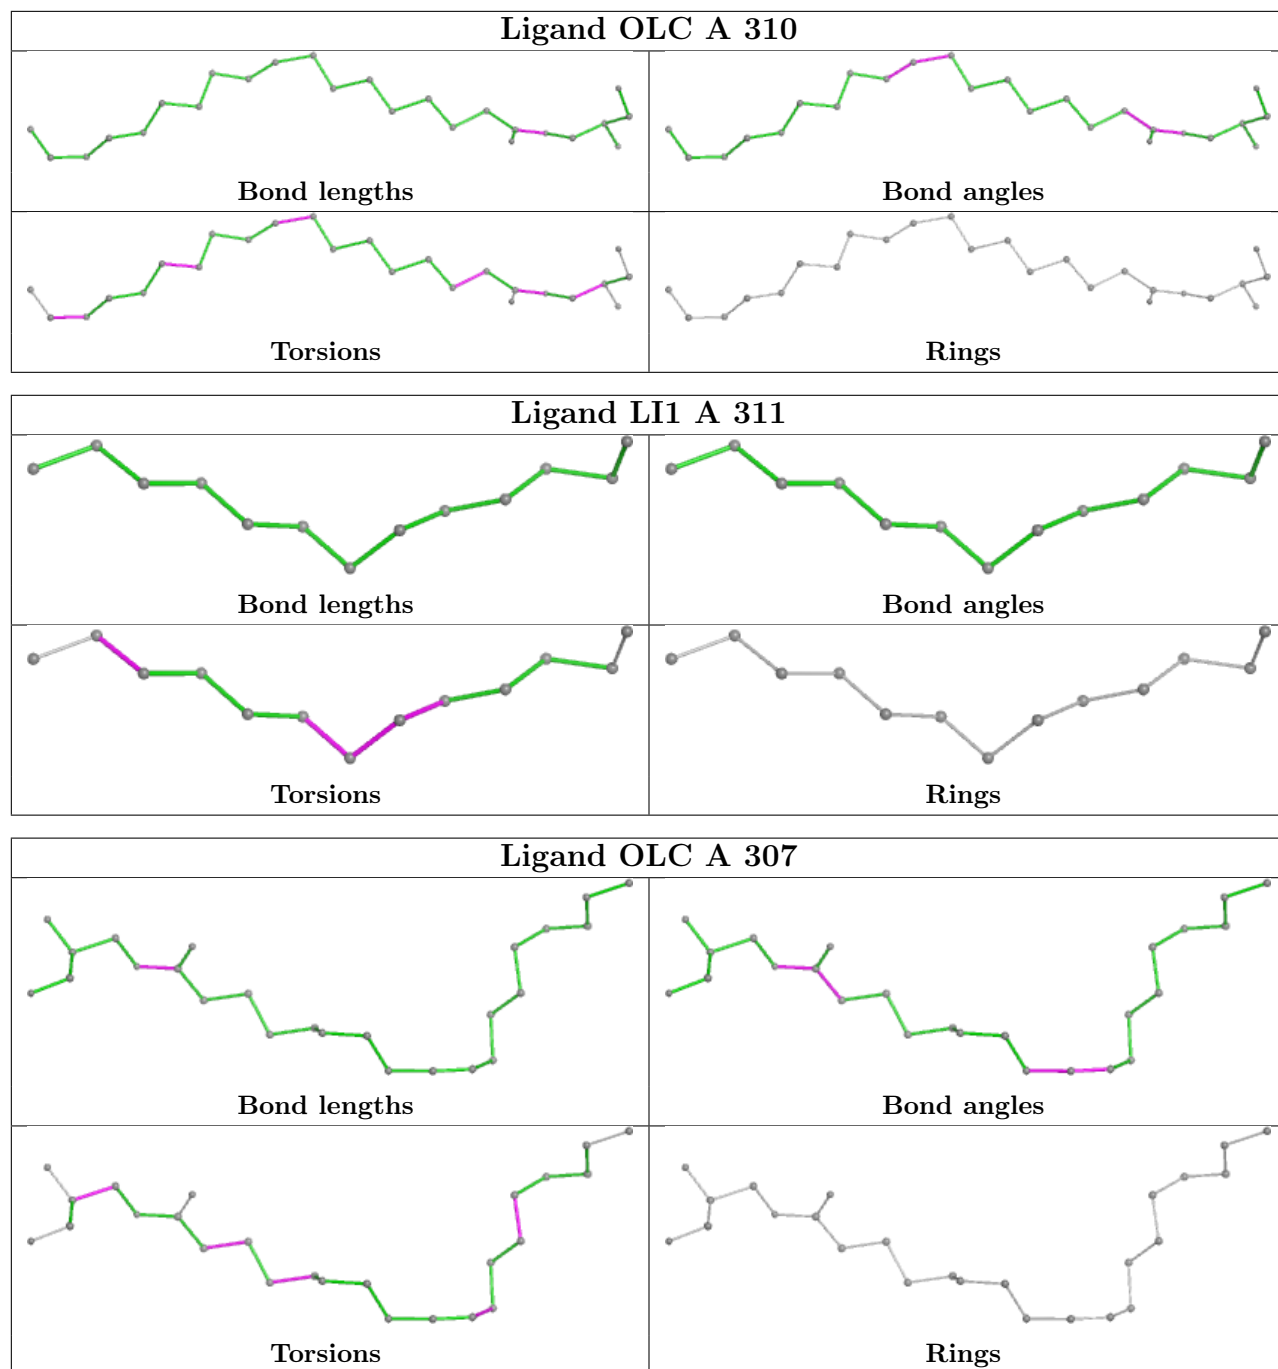 Ligand OLC A 310
Bond lengths
Bond angles
Torsions
Rings
Ligand LI1 A 311
Bond lengths
Bond angles
Torsions
Rings
Ligand OLC A 307
Bond lengths
Bond angles
Torsions
Rings